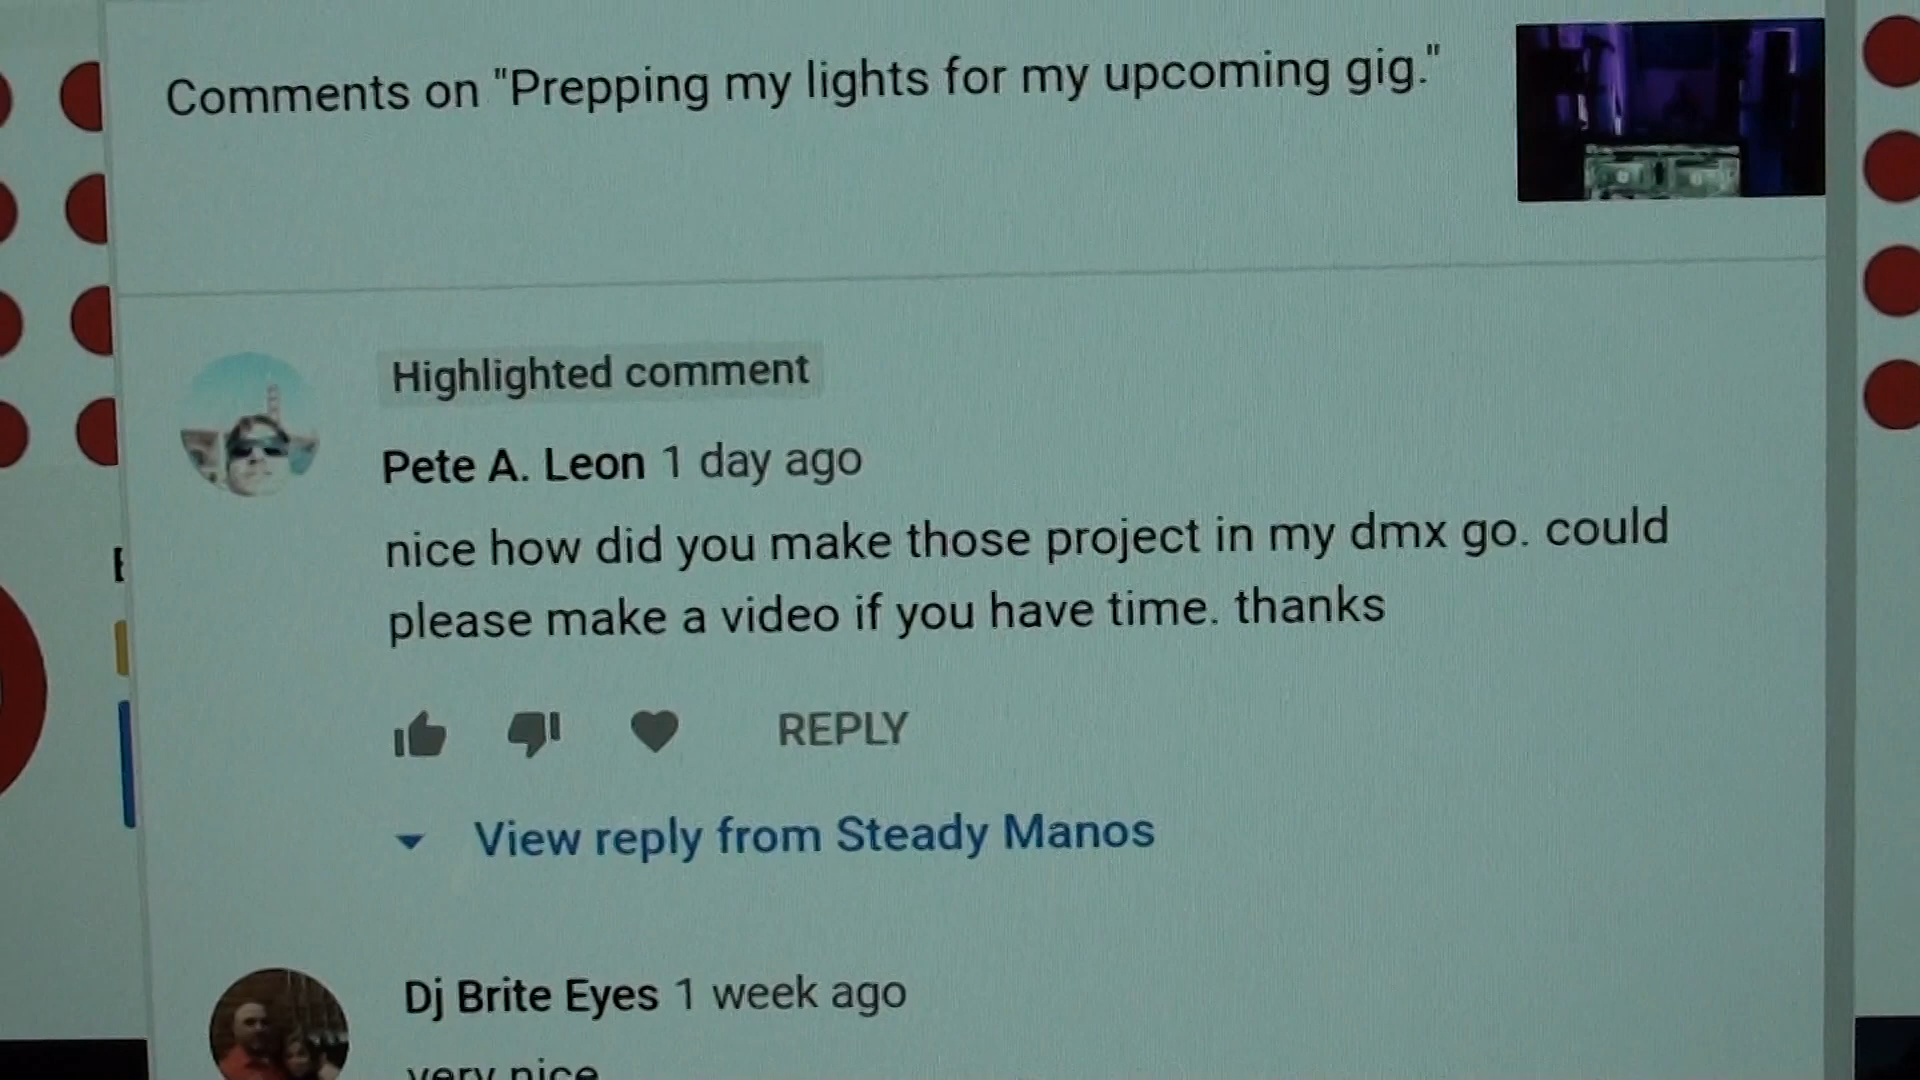 Comments on "Prepping my lights for my upcoming gig."
Highlighted comment
Pete A. Leon 1 day ago
nice how did you make those project in my dmx go. could
please make a video if you have time. thanks
REPLY
View reply from Steady Manos
Dj Brite Eyes 1 week ago
very nice